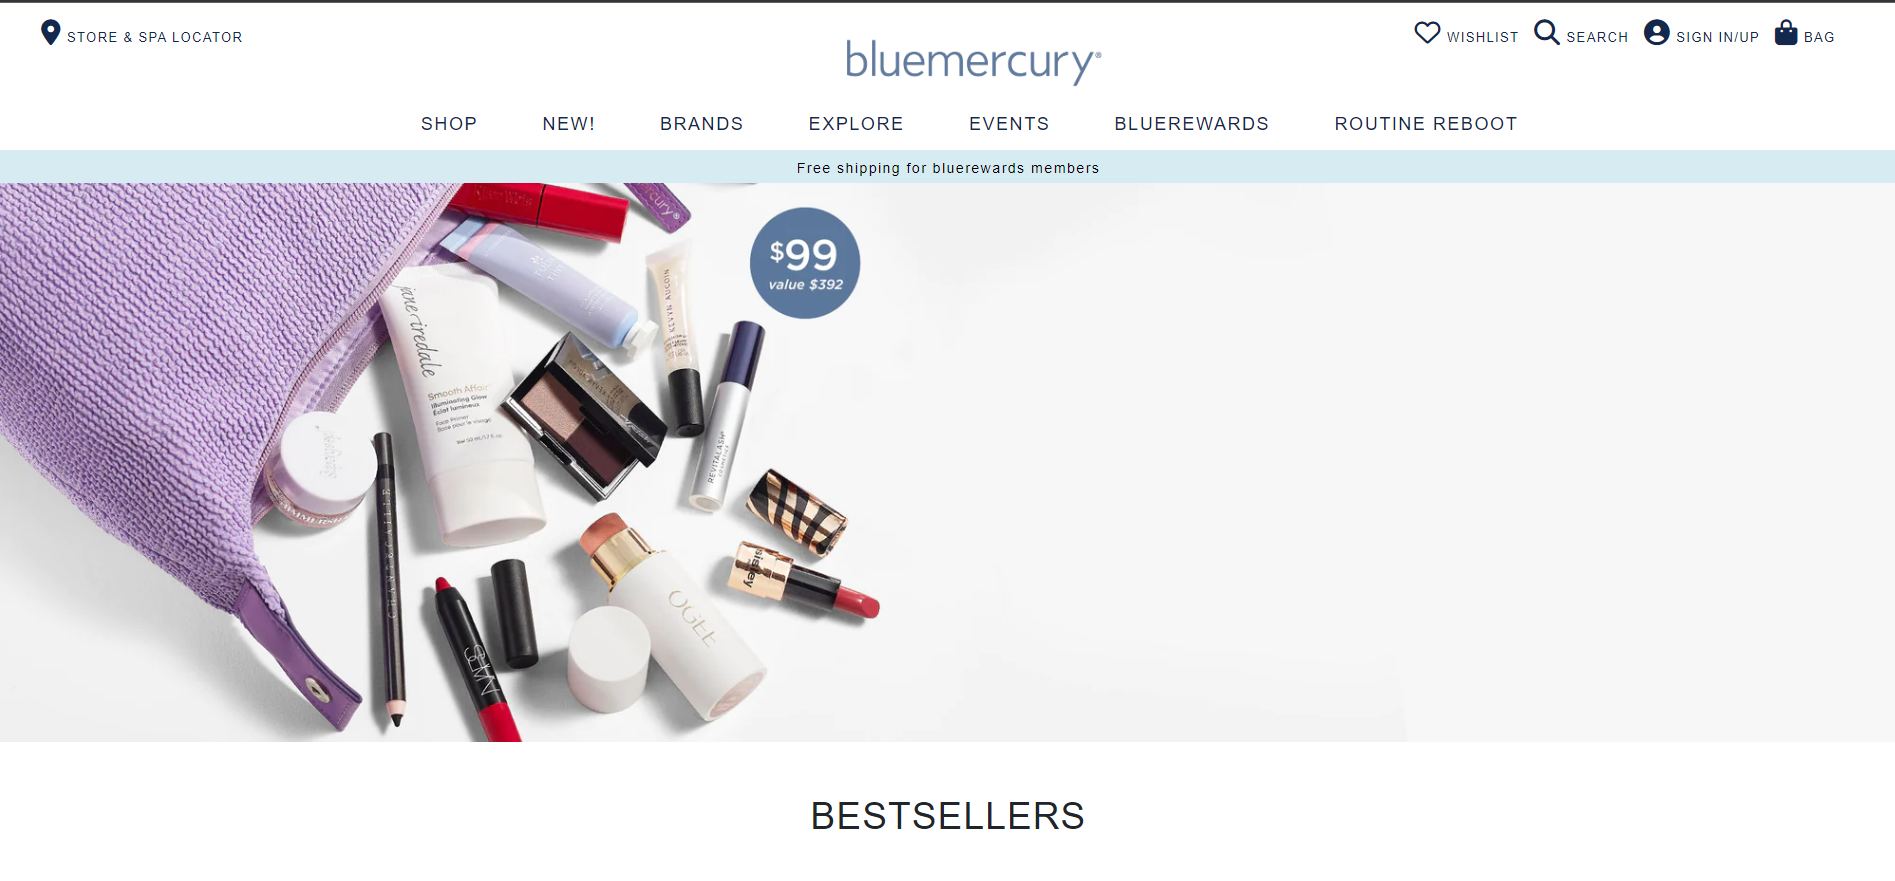 STORE & SPA LOCATOR
bluemercury®
WISHLIST
SEARCH
SIGN IN/UP
BAG
SHOP
NEW!
BRANDS
EXPLORE
EVENTS
BLUEREWARDS
ROUTINE REBOOT
Free shipping for bluerewards members
$99
value $392
jane iredale
Smooth Affair
Illuminating Glow
Éclat lumineux
Face Primer
Base pour le visage
KEVYN AUCOIN
REVITALASH
CHANTECAILLE
NARS
OGEE
sisley
BESTSELLERS